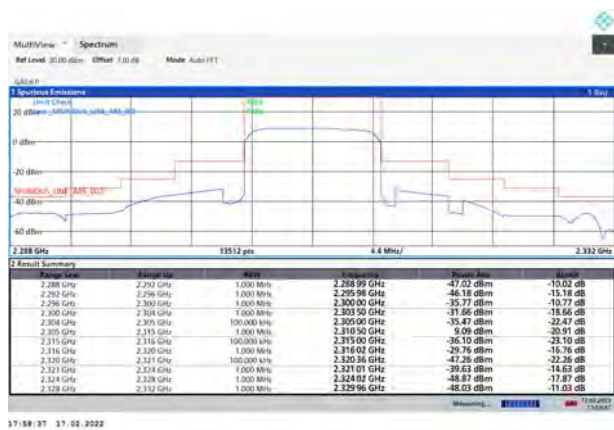 MultiView Spectrum
Ref Level 30.00 dBm Offset 7.00 dB Mode Auto FFT
1 Spurious Emissions
Limit Check
20 dBm
0 dBm
-20 dBm
-40 dBm
-60 dBm
2.288 GHz 13512 pts 4.4 MHz/ 2.332 GHz
2 Result Summary
Range Low Range Up RBW Frequency Power Abs ΔLimit
2.288 GHz 2.292 GHz 1.000 MHz 2.288 99 GHz -47.02 dBm -10.02 dB
2.292 GHz 2.296 GHz 1.000 MHz 2.295 98 GHz -46.18 dBm -15.18 dB
2.296 GHz 2.300 GHz 1.000 MHz 2.300 00 GHz -35.77 dBm -10.77 dB
2.300 GHz 2.304 GHz 1.000 MHz 2.303 50 GHz -31.66 dBm -18.66 dB
2.304 GHz 2.305 GHz 100.000 kHz 2.305 00 GHz -35.47 dBm -22.47 dB
2.305 GHz 2.315 GHz 1.000 MHz 2.310 50 GHz 9.09 dBm -20.91 dB
2.315 GHz 2.316 GHz 100.000 kHz 2.315 00 GHz -36.10 dBm -23.10 dB
2.316 GHz 2.320 GHz 1.000 MHz 2.316 02 GHz -29.76 dBm -16.76 dB
2.320 GHz 2.321 GHz 100.000 kHz 2.320 36 GHz -47.26 dBm -22.26 dB
2.321 GHz 2.324 GHz 1.000 MHz 2.321 01 GHz -39.63 dBm -14.63 dB
2.324 GHz 2.328 GHz 1.000 MHz 2.324 02 GHz -48.87 dBm -17.87 dB
2.328 GHz 2.332 GHz 1.000 MHz 2.329 96 GHz -48.03 dBm -11.03 dB
Measuring...
17:59:37 17.02.2022